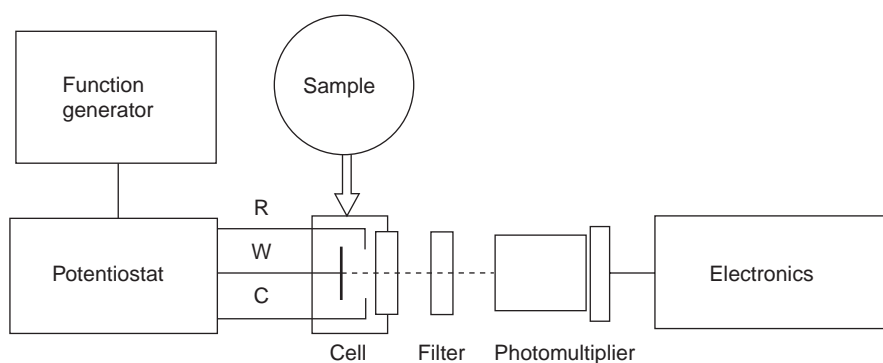 Function
generator
Sample
R
W
C
Potentiostat
Electronics
Cell
Filter
Photomultiplier